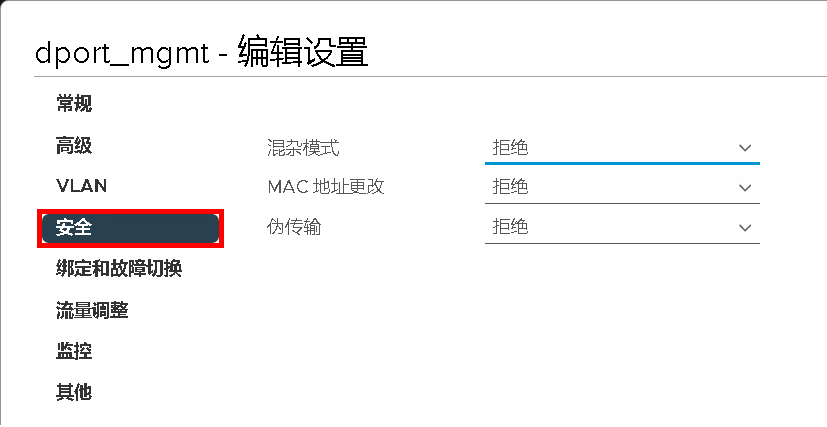 dport_mgmt - 编辑设置
常规
高级
混杂模式 拒绝
VLAN
MAC 地址更改 拒绝
安全
伪传输 拒绝
绑定和故障切换
流量调整
监控
其他